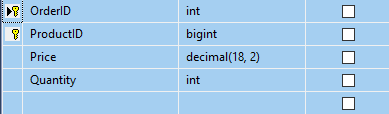 OrderID int
ProductID bigint
Price decimal(18, 2)
Quantity int